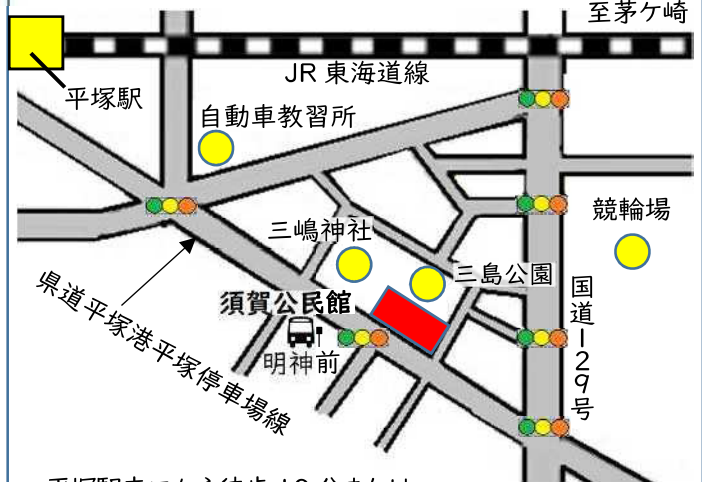 至茅ケ崎
JR東海道線
平塚駅
自動車教習所
競輪場
三嶋神社
三島公園
県道平塚港平塚停車場線
須賀公民館
明神前
国道129号